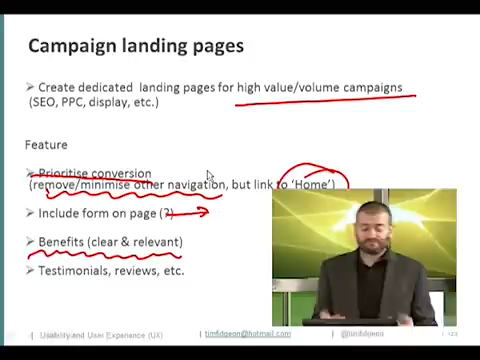 Campaign landing pages
➢ Create dedicated landing pages for high value/volume campaigns
(SEO, PPC, display, etc.)
Feature
➢ Prioritise conversion
(remove/minimise other navigation, but link to ‘Home’)
➢ Include form on page (?)
➢ Benefits (clear & relevant)
➢ Testimonials, reviews, etc.
| Usability and User Experience (UX) | timfidgeon@hotmail.com | @timfidgeon